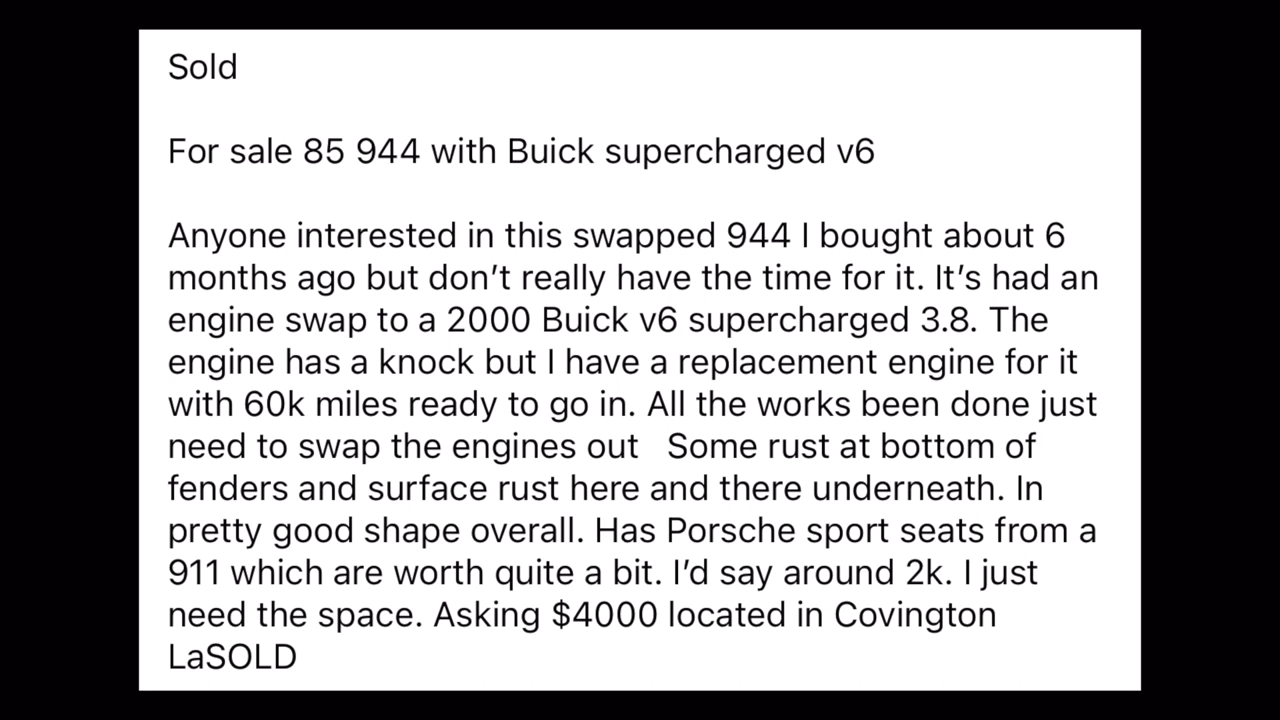 Sold
For sale 85 944 with Buick supercharged v6
Anyone interested in this swapped 944 I bought about 6
months ago but don’t really have the time for it. It’s had an
engine swap to a 2000 Buick v6 supercharged 3.8. The
engine has a knock but I have a replacement engine for it
with 60k miles ready to go in. All the works been done just
need to swap the engines out   Some rust at bottom of
fenders and surface rust here and there underneath. In
pretty good shape overall. Has Porsche sport seats from a
911 which are worth quite a bit. I’d say around 2k. I just
need the space. Asking $4000 located in Covington
LaSOLD